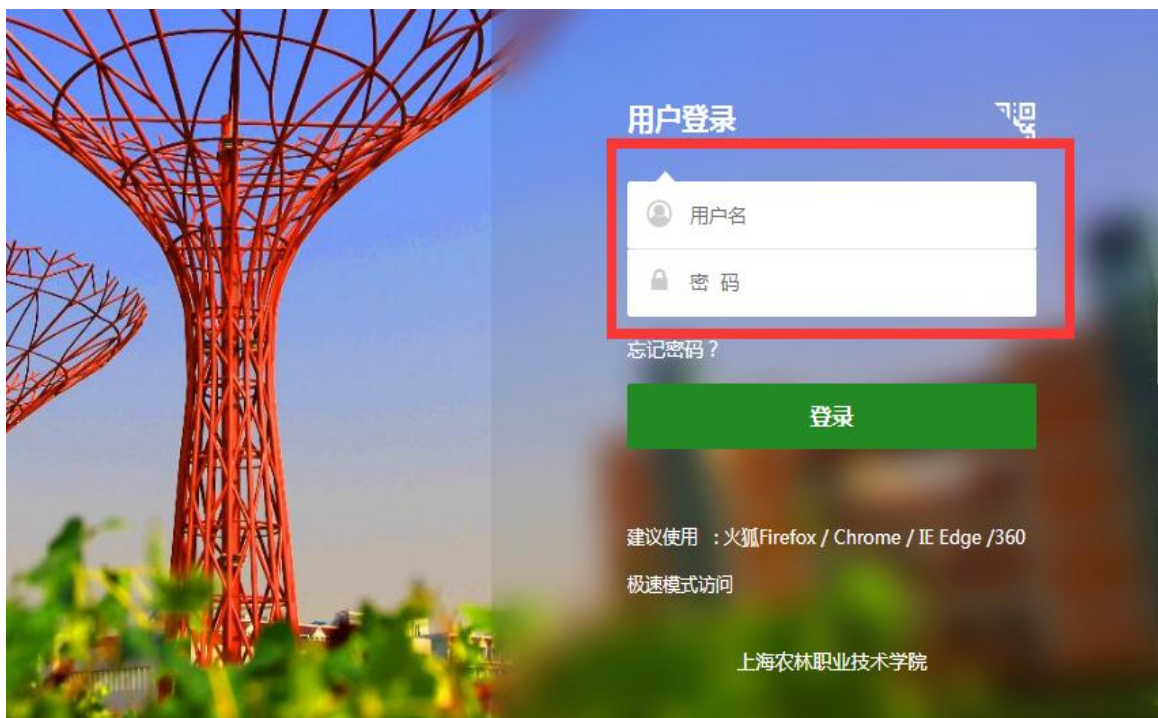 用户登录
用户名
密 码
忘记密码？
登录
建议使用 ：火狐Firefox / Chrome / IE Edge /360
极速模式访问
上海农林职业技术学院